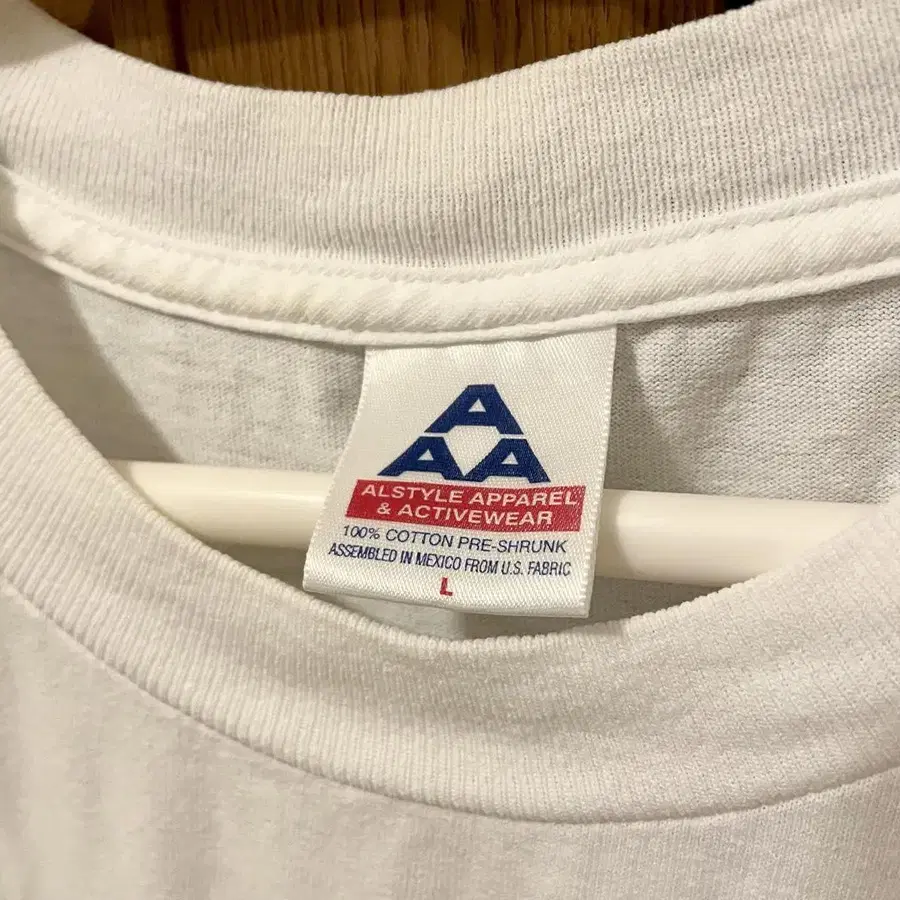 A
AA
ALSTYLE APPAREL
& ACTIVEWEAR
100% COTTON PRE-SHRUNK
ASSEMBLED IN MEXICO FROM U.S. FABRIC
L